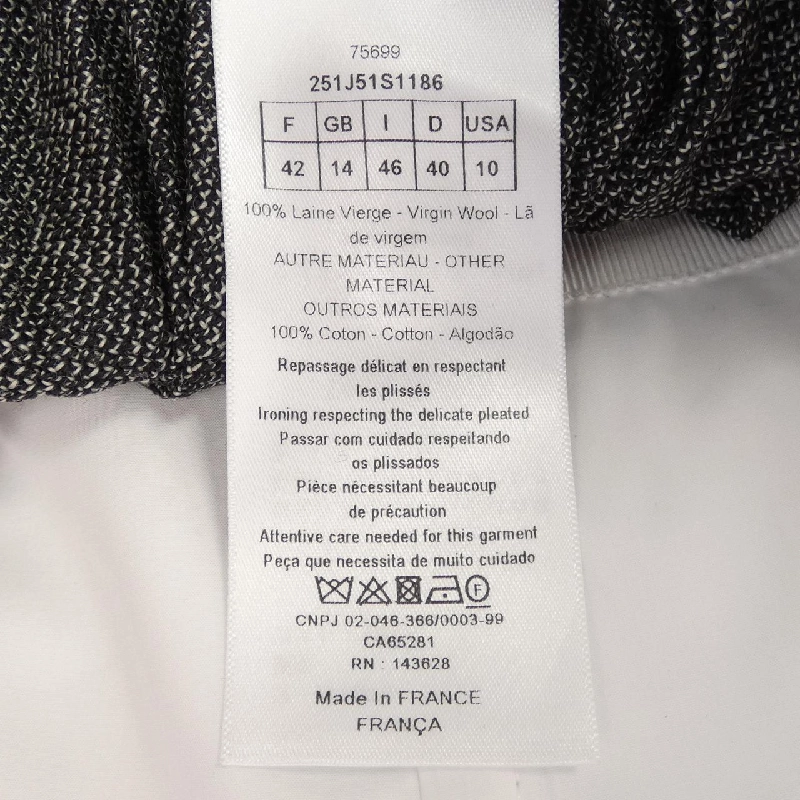 75699
251J51S1186
F GB I D USA
42 14 46 40 10
100% Laine Vierge - Virgin Wool - Lã
de virgem
AUTRE MATERIAU - OTHER
MATERIAL
OUTROS MATERIAIS
100% Coton - Cotton - Algodão
Repassage délicat en respectant
les plissés
Ironing respecting the delicate pleated
Passar com cuidado respeitando
os plissados
Pièce nécessitant beaucoup
de précaution
Attentive care needed for this garment
Peça que necessita de muito cuidado
F
CNPJ 02-046-366/0003-99
CA65281
RN : 143628
Made In FRANCE
FRANÇA